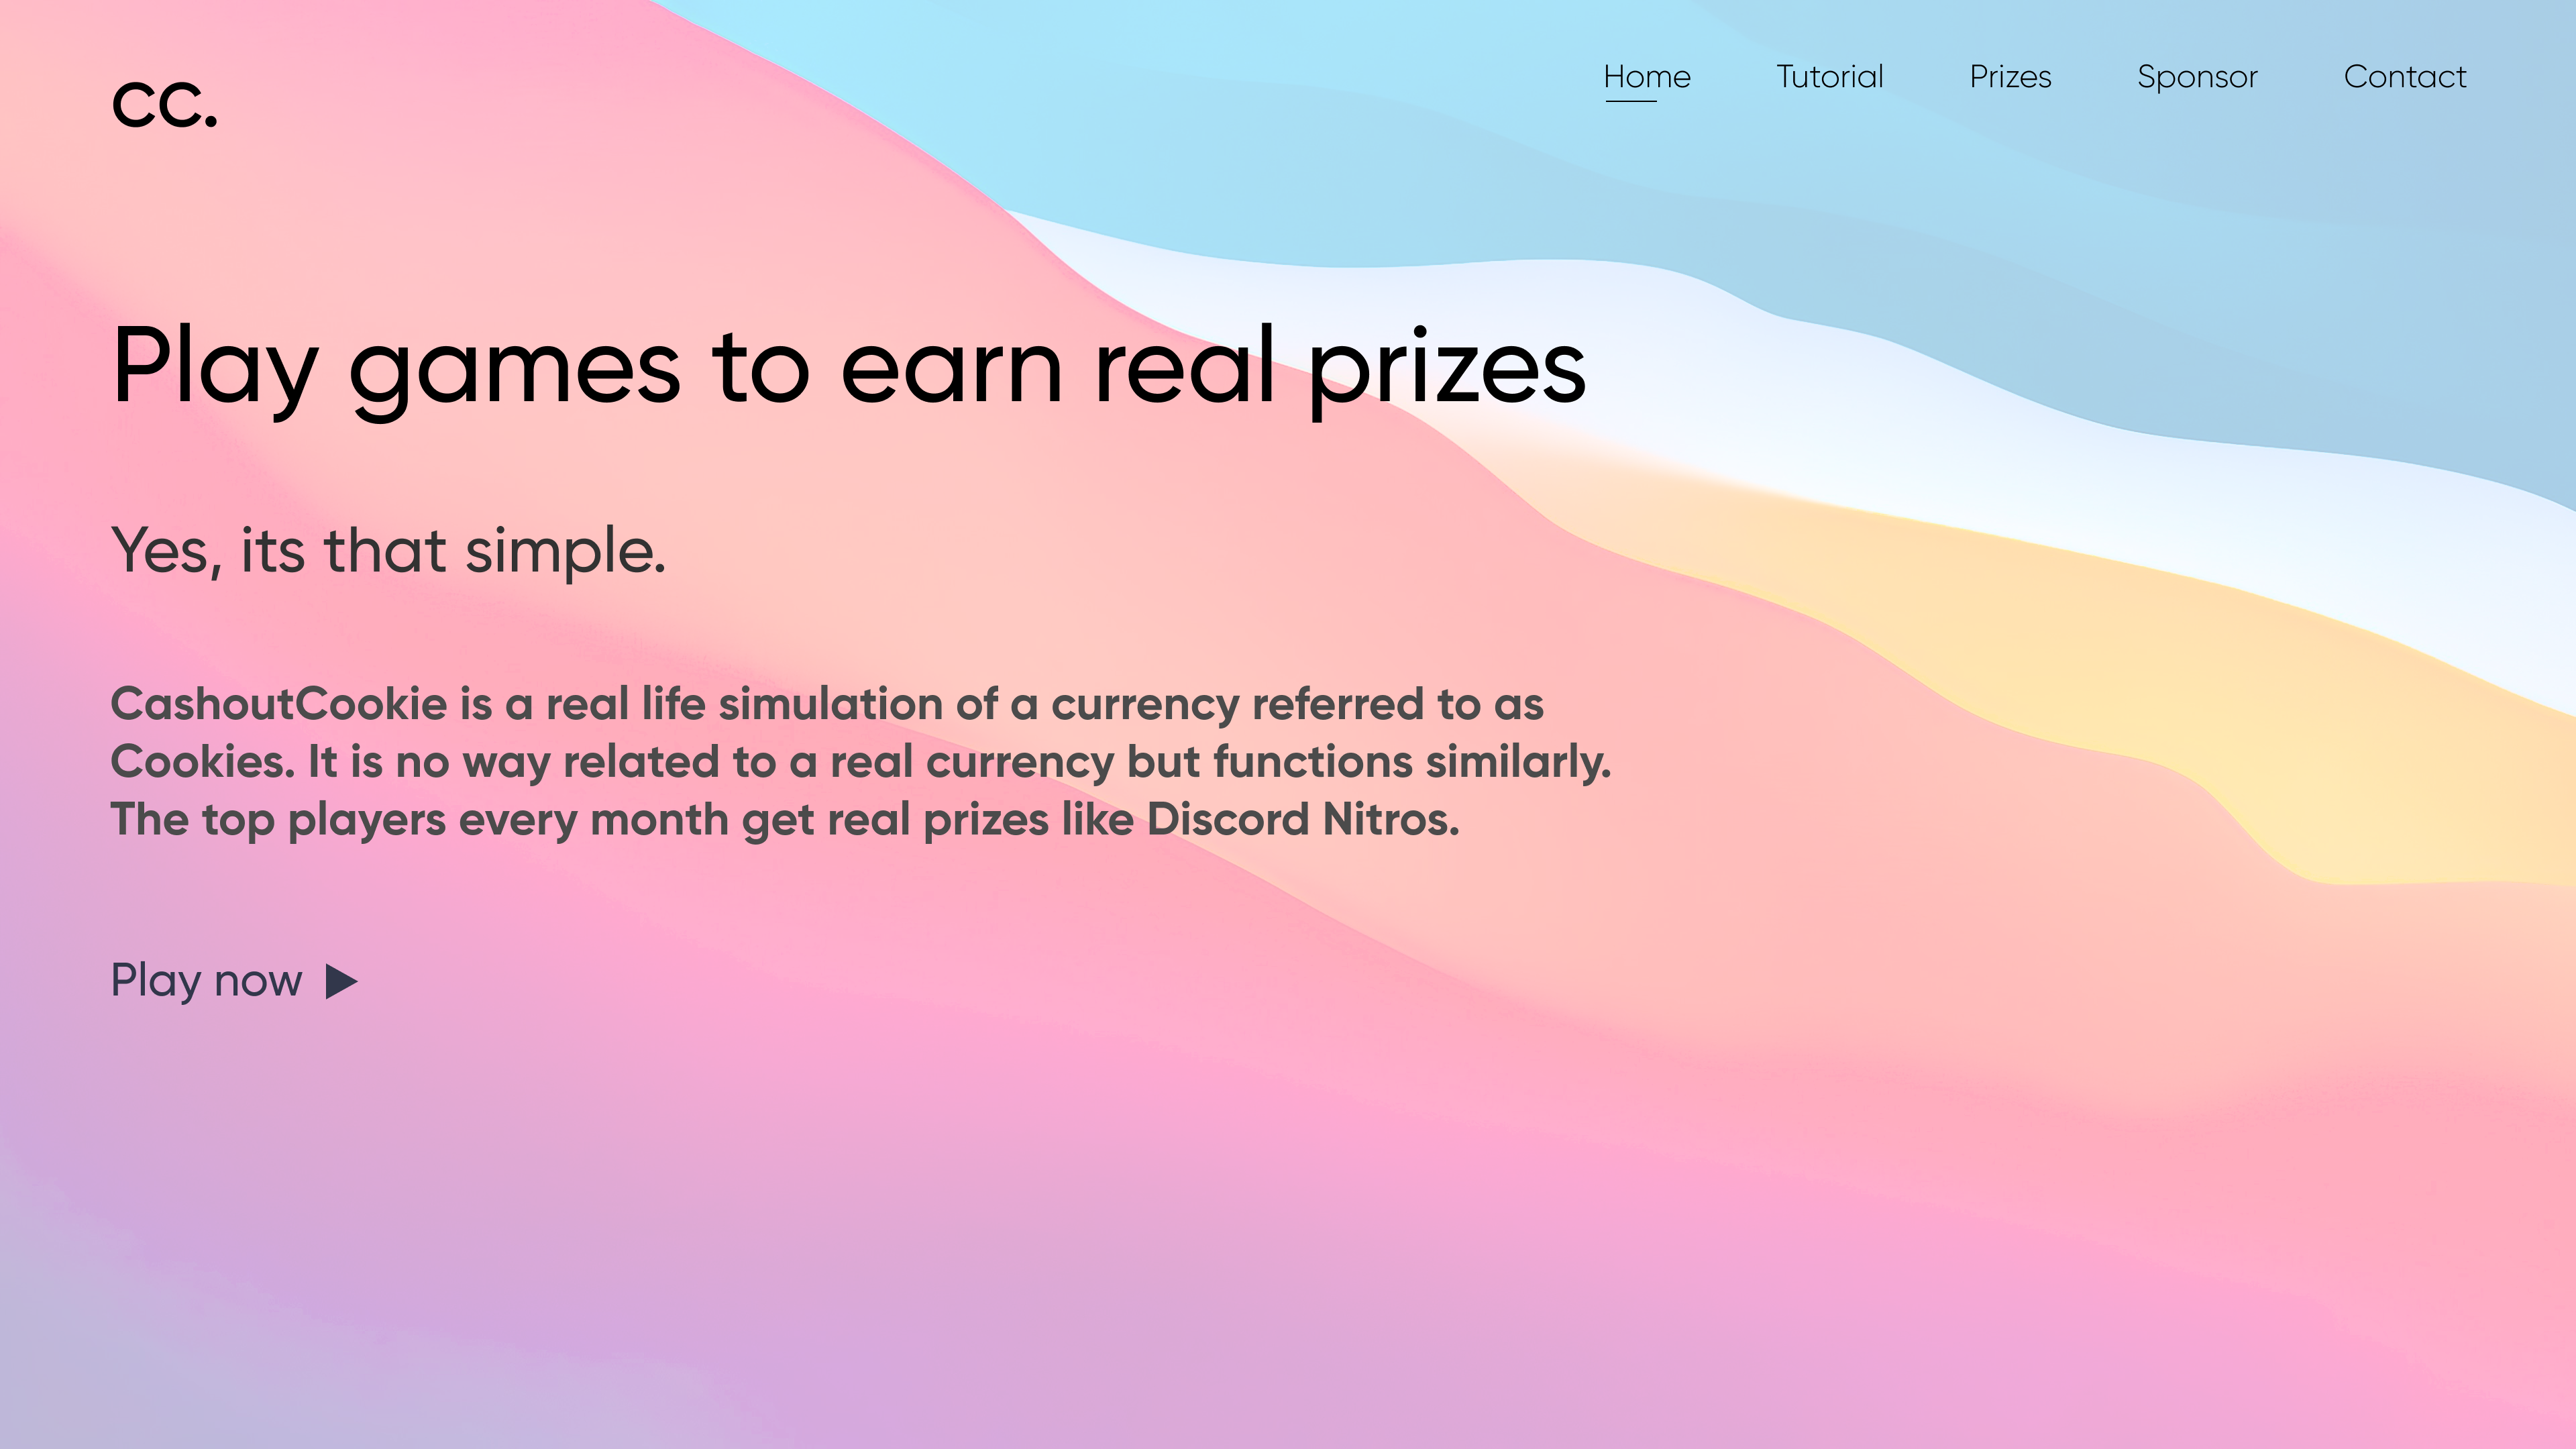 cc.
Home Tutorial Prizes Sponsor Contact
Play games to earn real prizes
Yes, its that simple.
CashoutCookie is a real life simulation of a currency referred to as
Cookies. It is no way related to a real currency but functions similarly.
The top players every month get real prizes like Discord Nitros.
Play now